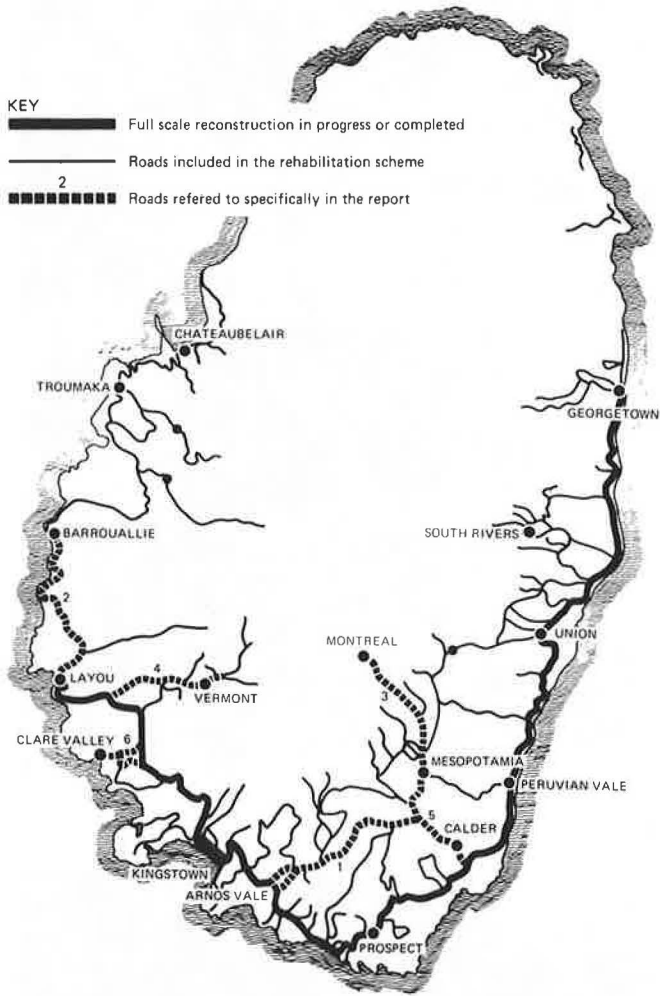 KEY
Full scale reconstruction in progress or completed
Roads included in the rehabilitation scheme
2
Roads refered to specifically in the report
CHATEAUBELAIR
TROUMAKA
GEORGETOWN
BARROUALLIE
SOUTH RIVERS
2
UNION
MONTREAL
LAYOU
4
VERMONT
3
CLARE VALLEY
6
MESOPOTAMIA
PERUVIAN VALE
5
CALDER
1
KINGSTOWN
ARNOS VALE
PROSPECT